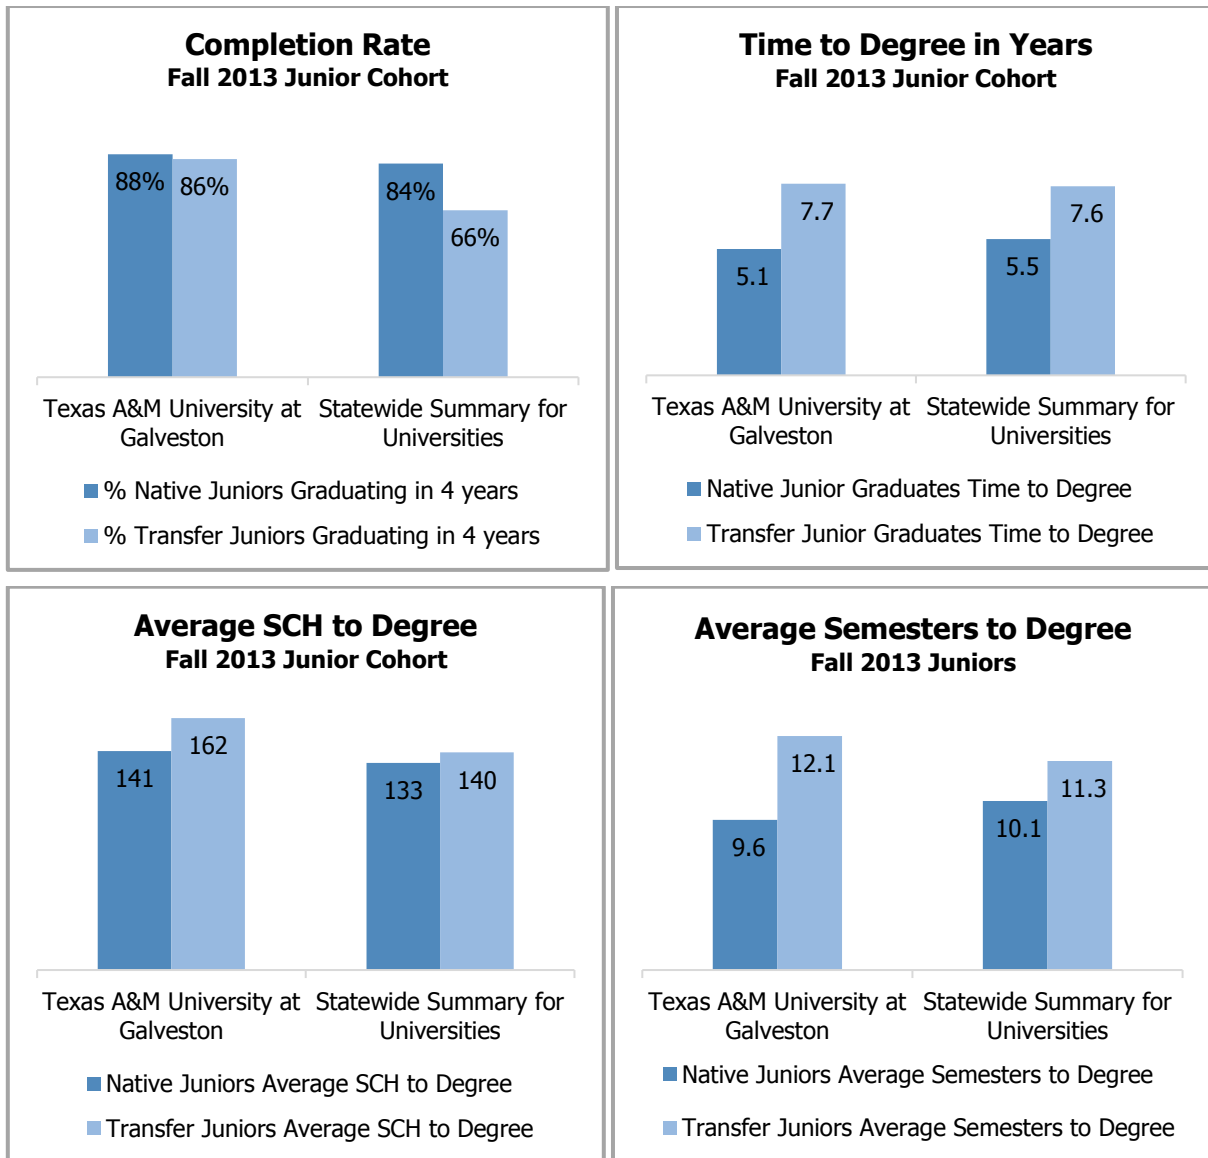 Completion Rate
Fall 2013 Junior Cohort
88%
86%
84%
66%
Texas A&M University at
Galveston
Statewide Summary for
Universities
% Native Juniors Graduating in 4 years
% Transfer Juniors Graduating in 4 years
Time to Degree in Years
Fall 2013 Junior Cohort
5.1
7.7
5.5
7.6
Texas A&M University at
Galveston
Statewide Summary for
Universities
Native Junior Graduates Time to Degree
Transfer Junior Graduates Time to Degree
Average SCH to Degree
Fall 2013 Junior Cohort
141
162
133
140
Texas A&M University at
Galveston
Statewide Summary for
Universities
Native Juniors Average SCH to Degree
Transfer Juniors Average SCH to Degree
Average Semesters to Degree
Fall 2013 Juniors
9.6
12.1
10.1
11.3
Texas A&M University at
Galveston
Statewide Summary for
Universities
Native Juniors Average Semesters to Degree
Transfer Juniors Average Semesters to Degree